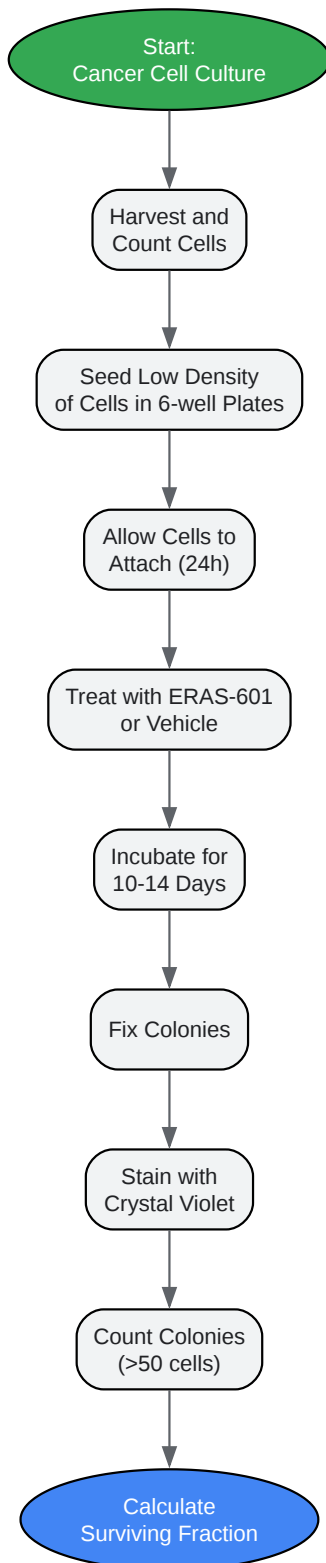 Start:
Cancer Cell Culture
Harvest and
Count Cells
Seed Low Density
of Cells in 6-well Plates
Allow Cells to
Attach (24h)
Treat with ERAS-601
or Vehicle
Incubate for
10-14 Days
Fix Colonies
Stain with
Crystal Violet
Count Colonies
(>50 cells)
Calculate
Surviving Fraction